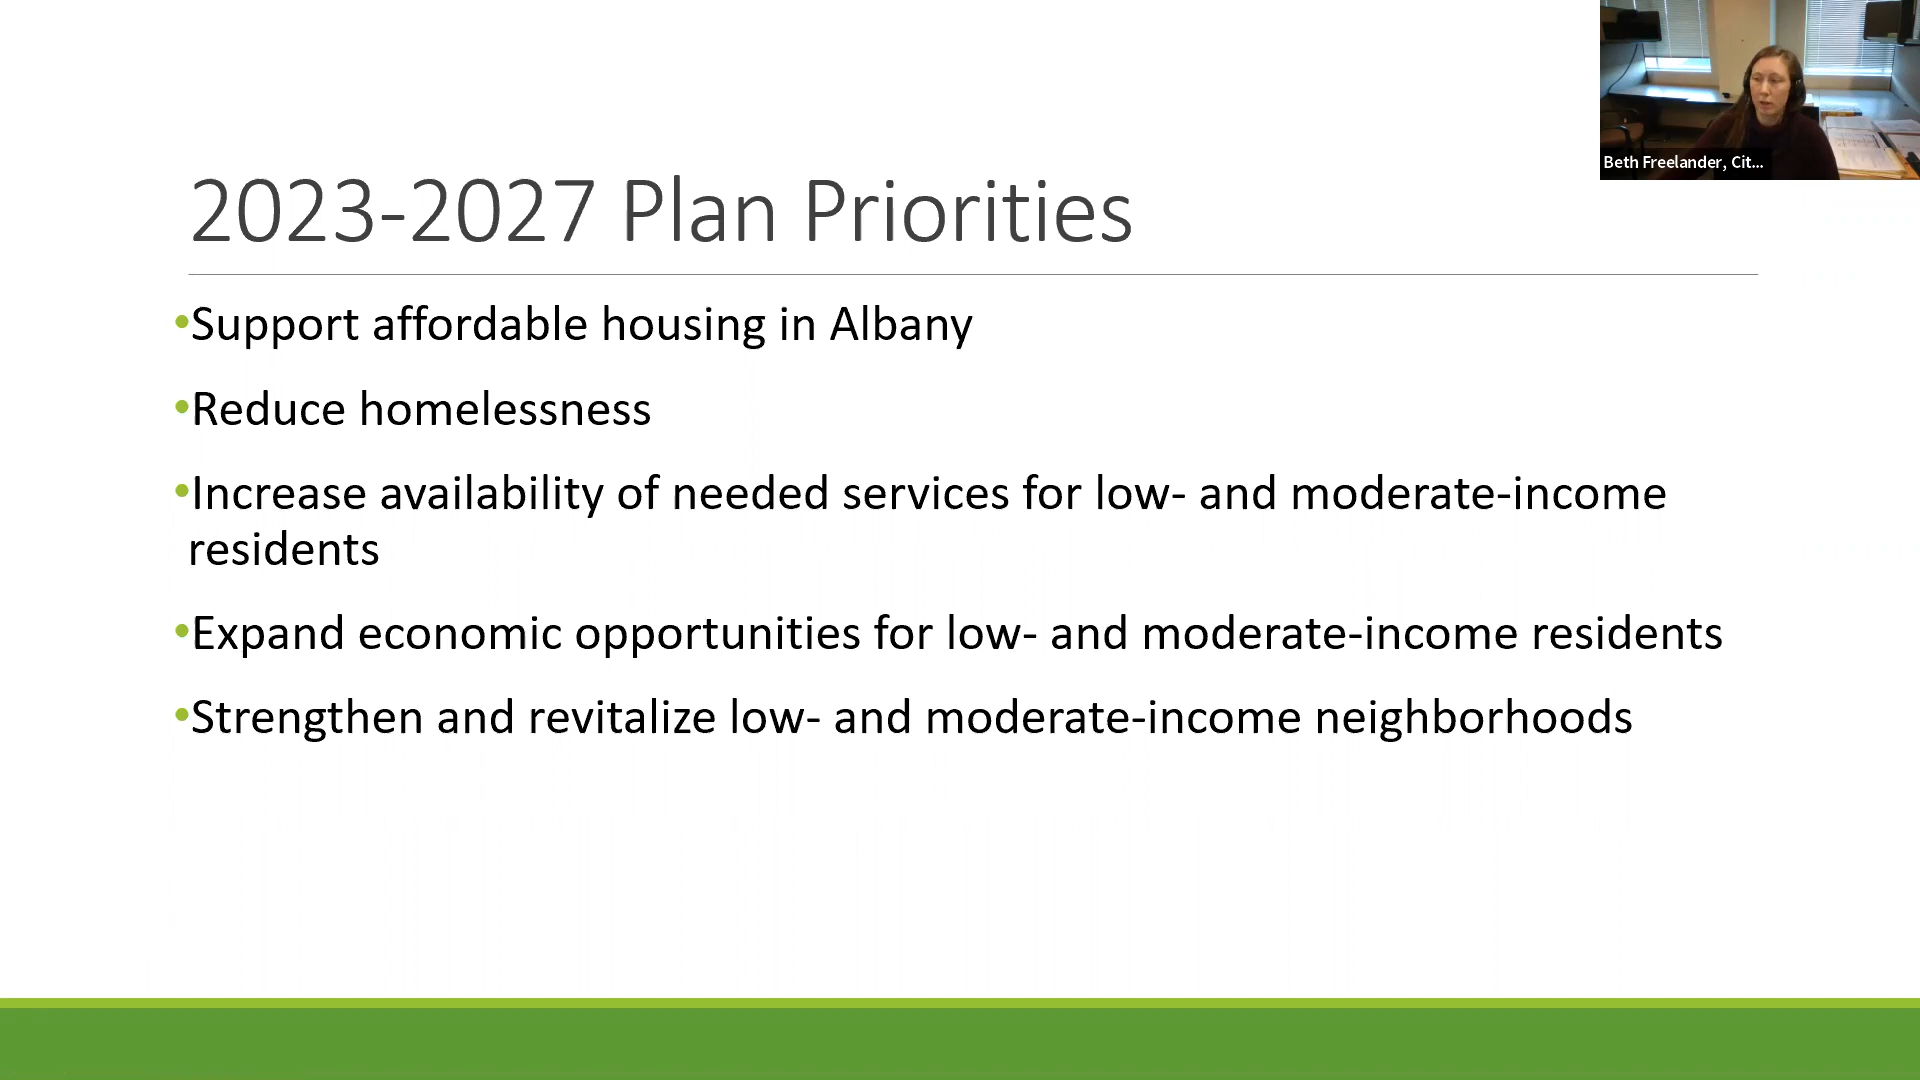 Beth Freelander, Cit...
2023-2027 Plan Priorities
•Support affordable housing in Albany
•Reduce homelessness
•Increase availability of needed services for low- and moderate-income
residents
•Expand economic opportunities for low- and moderate-income residents
•Strengthen and revitalize low- and moderate-income neighborhoods